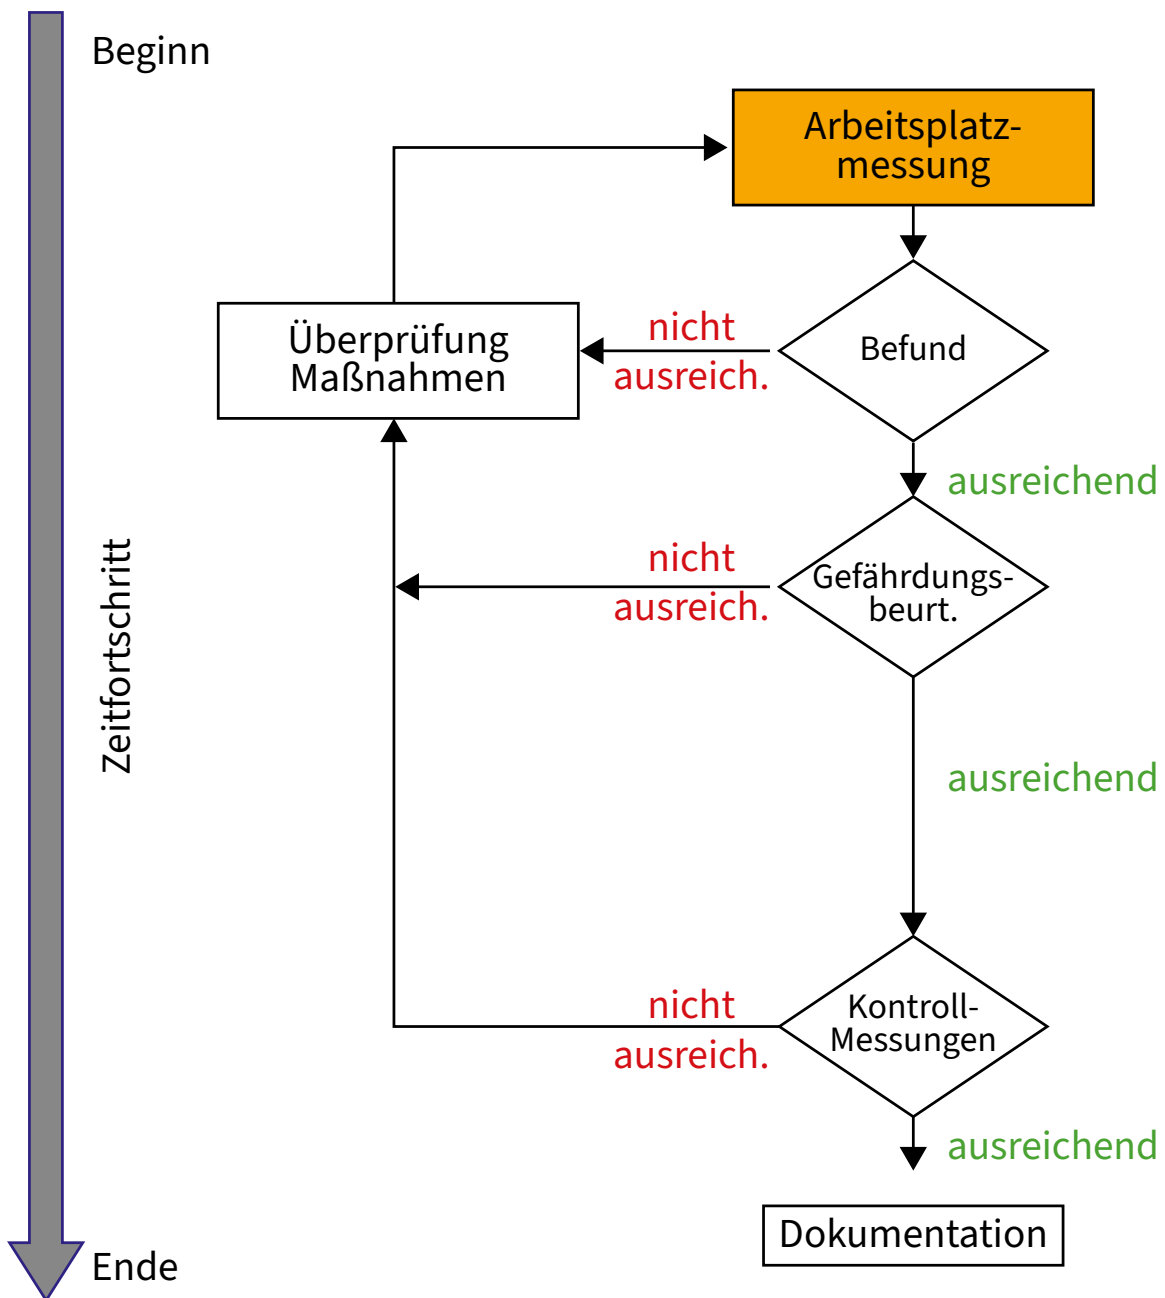 Beginn
Arbeitsplatz-
messung
Überprüfung
Maßnahmen
nicht
ausreich.
Befund
ausreichend
Zeitfortschritt
nicht
ausreich.
Gefährdungs-
beurt.
ausreichend
nicht
ausreich.
Kontroll-
Messungen
ausreichend
Dokumentation
Ende